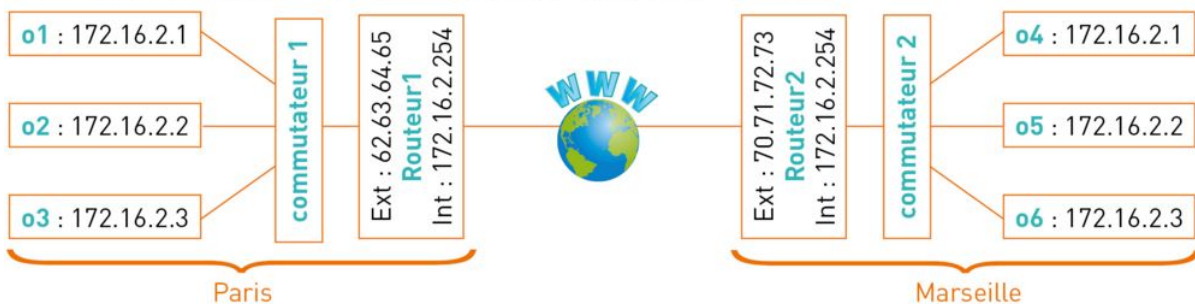 o1 : 172.16.2.1
o2 : 172.16.2.2
o3 : 172.16.2.3
commutateur 1
Ext : 62.63.64.65
Routeur1
Int : 172.16.2.254
Paris
WWW
Ext : 70.71.72.73
Routeur2
Int : 172.16.2.254
commutateur 2
o4 : 172.16.2.1
o5 : 172.16.2.2
o6 : 172.16.2.3
Marseille